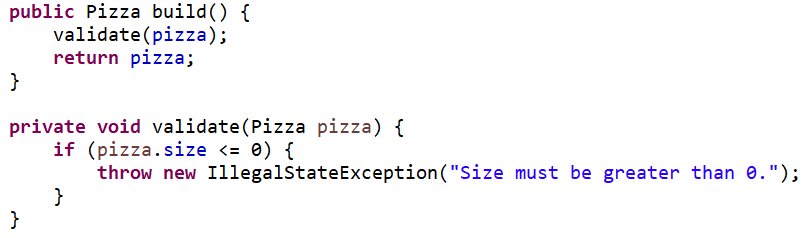 public Pizza build() {
    validate(pizza);
    return pizza;
}

private void validate(Pizza pizza) {
    if (pizza.size <= 0) {
        throw new IllegalStateException("Size must be greater than 0.");
    }
}